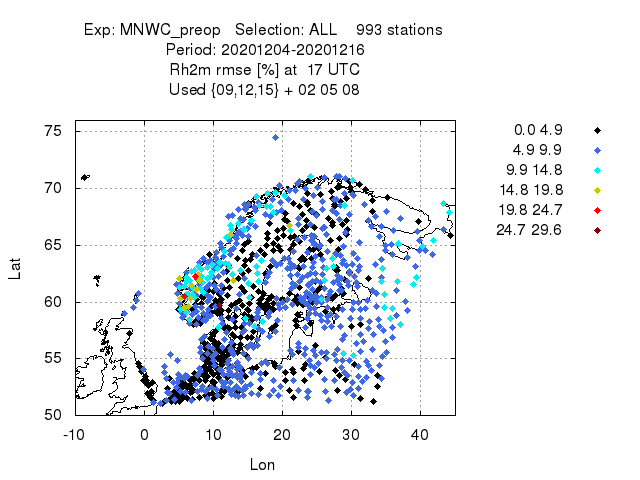 Exp: MNWC_preop   Selection: ALL    993 stations
Period: 20201204-20201216
Rh2m rmse [%] at  17 UTC
Used {09,12,15} + 02 05 08
75
70
65
60
55
50
Lat
-10 0 10 20 30 40
Lon
0.0 4.9
4.9 9.9
9.9 14.8
14.8 19.8
19.8 24.7
24.7 29.6